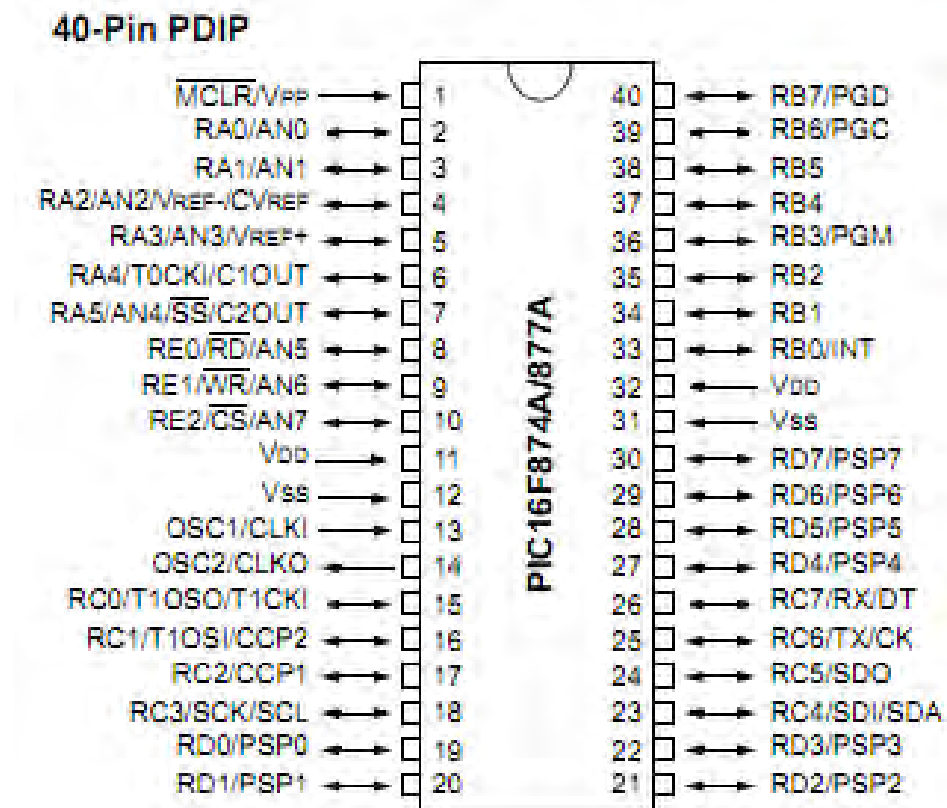 40-Pin PDIP
MCLR/VPP 1 40 RB7/PGD
RA0/AN0 2 39 RB6/PGC
RA1/AN1 3 38 RB5
RA2/AN2/VREF-/CVREF 4 37 RB4
RA3/AN3/VREF+ 5 36 RB3/PGM
RA4/T0CKI/C1OUT 6 35 RB2
RA5/AN4/SS/C2OUT 7 34 RB1
RE0/RD/AN5 8 33 RB0/INT
RE1/WR/AN6 9 32 VDD
RE2/CS/AN7 10 31 VSS
VDD 11 30 RD7/PSP7
VSS 12 29 RD6/PSP6
OSC1/CLKI 13 28 RD5/PSP5
OSC2/CLKO 14 27 RD4/PSP4
RC0/T1OSO/T1CKI 15 26 RC7/RX/DT
RC1/T1OSI/CCP2 16 25 RC6/TX/CK
RC2/CCP1 17 24 RC5/SDO
RC3/SCK/SCL 18 23 RC4/SDI/SDA
RD0/PSP0 19 22 RD3/PSP3
RD1/PSP1 20 21 RD2/PSP2
PIC16F874A/877A